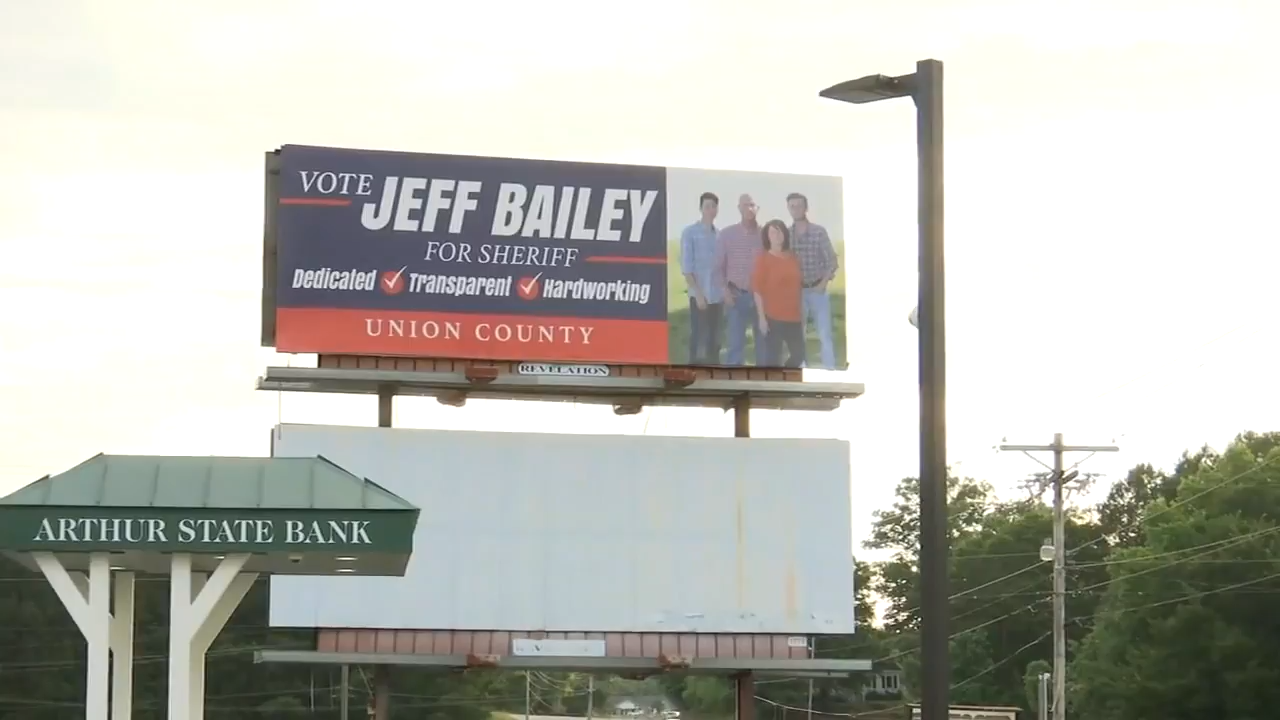 VOTE
JEFF BAILEY
FOR SHERIFF
Dedicated Transparent Hardworking
UNION COUNTY
REVELATION
ARTHUR STATE BANK